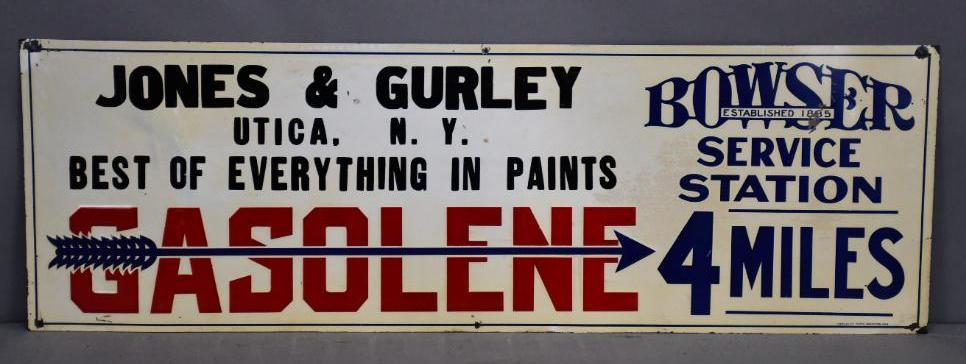 JONES & GURLEY
UTICA, N. Y.
BEST OF EVERYTHING IN PAINTS
GASOLENE
BOWSER
ESTABLISHED 1885
SERVICE
STATION
4 MILES